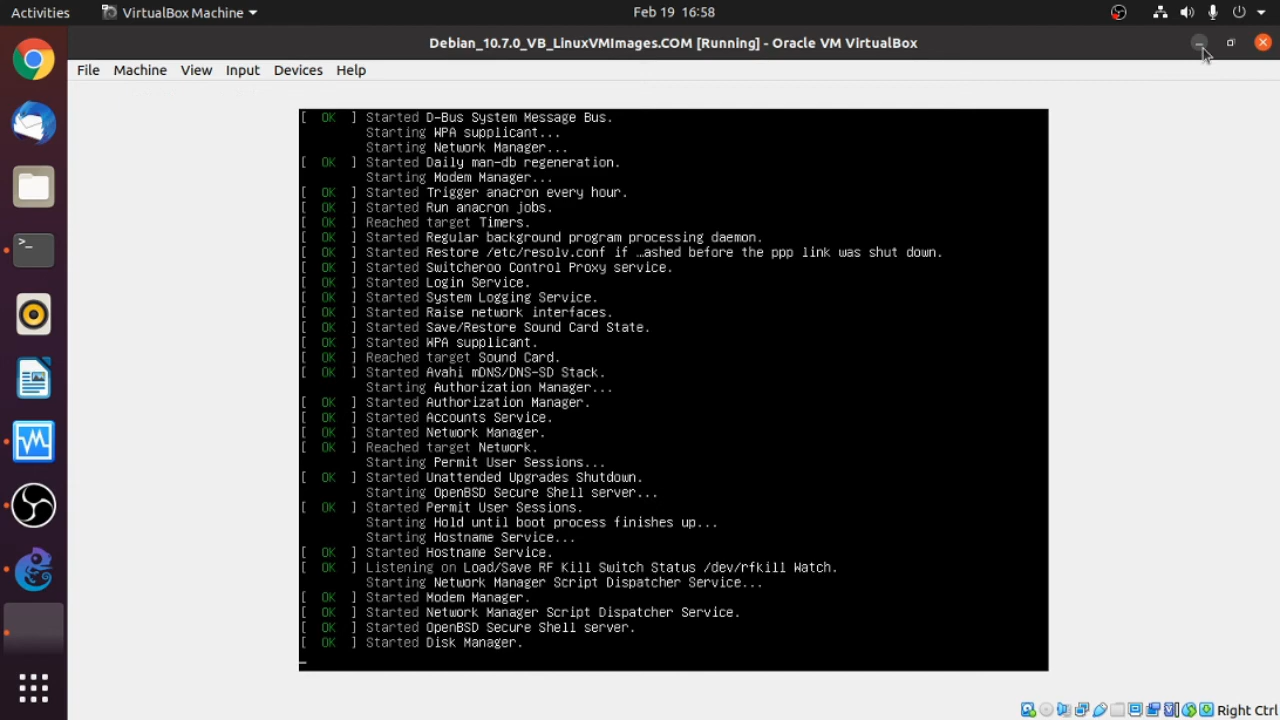 Activities
VirtualBox Machine
Feb 19 16:58
Debian_10.7.0_VB_LinuxVMImages.COM [Running] - Oracle VM VirtualBox
File Machine View Input Devices Help
[  OK  ] Started D-Bus System Message Bus.
Starting WPA supplicant...
Starting Network Manager...
[  OK  ] Started Daily man-db regeneration.
Starting Modem Manager...
[  OK  ] Started Trigger anacron every hour.
[  OK  ] Started Run anacron jobs.
[  OK  ] Reached target Timers.
[  OK  ] Started Regular background program processing daemon.
[  OK  ] Started Restore /etc/resolv.conf if …ashed before the ppp link was shut down.
[  OK  ] Started Switcheroo Control Proxy service.
[  OK  ] Started Login Service.
[  OK  ] Started System Logging Service.
[  OK  ] Started Raise network interfaces.
[  OK  ] Started Save/Restore Sound Card State.
[  OK  ] Started WPA supplicant.
[  OK  ] Reached target Sound Card.
[  OK  ] Started Avahi mDNS/DNS-SD Stack.
Starting Authorization Manager...
[  OK  ] Started Authorization Manager.
[  OK  ] Started Accounts Service.
[  OK  ] Started Network Manager.
[  OK  ] Reached target Network.
Starting Permit User Sessions...
[  OK  ] Started Unattended Upgrades Shutdown.
Starting OpenBSD Secure Shell server...
[  OK  ] Started Permit User Sessions.
Starting Hold until boot process finishes up...
Starting Hostname Service...
[  OK  ] Started Hostname Service.
[  OK  ] Listening on Load/Save RF Kill Switch Status /dev/rfkill Watch.
Starting Network Manager Script Dispatcher Service...
[  OK  ] Started Modem Manager.
[  OK  ] Started Network Manager Script Dispatcher Service.
[  OK  ] Started OpenBSD Secure Shell server.
[  OK  ] Started Disk Manager.
Right Ctrl